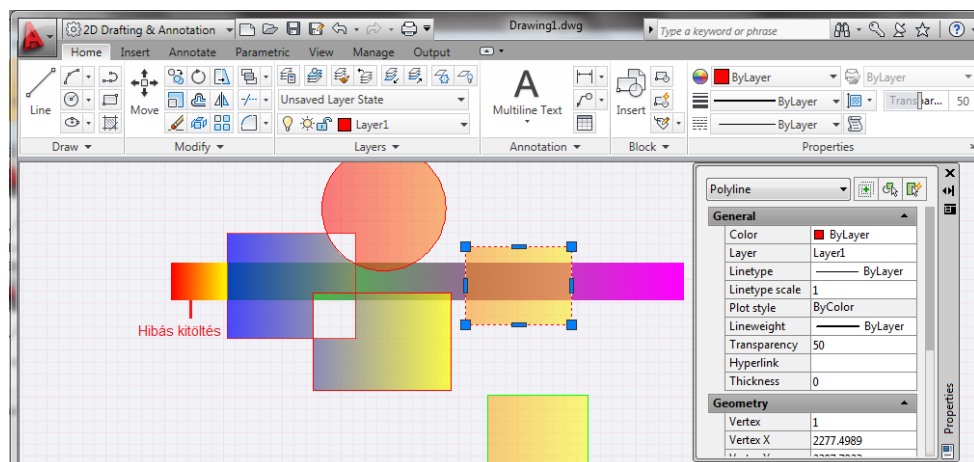 2D Drafting & Annotation
Drawing1.dwg
Type a keyword or phrase
Home Insert Annotate Parametric View Manage Output
Line
Move
Unsaved Layer State
Layer1
Multiline Text
Insert
ByLayer
ByLayer
ByLayer
ByLayer
50
Draw
Modify
Layers
Annotation
Block
Properties
Hibás kitöltés
Polyline
General
Color ByLayer
Layer Layer1
Linetype ByLayer
Linetype scale 1
Plot style ByColor
Lineweight ByLayer
Transparency 50
Hyperlink
Thickness 0
Geometry
Vertex 1
Vertex X 2277.4989
Properties